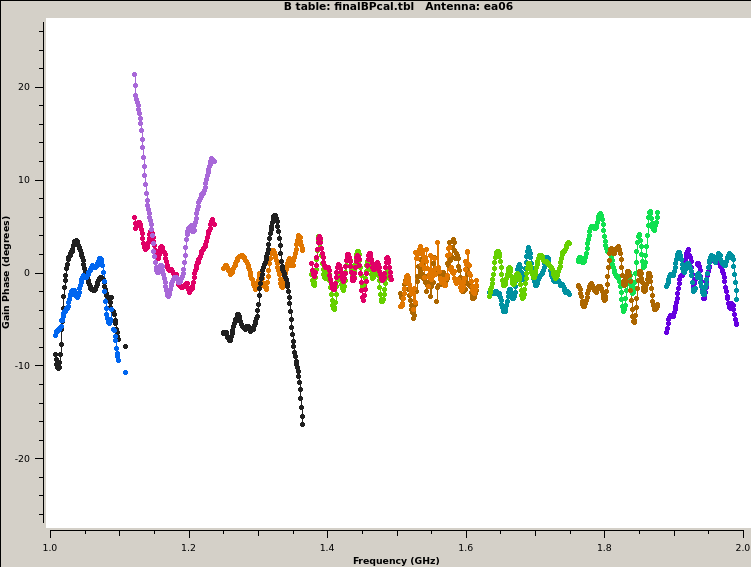 B table: finalBPcal.tbl   Antenna: ea06
Gain Phase (degrees)
20
10
0
-10
-20
1.0 1.2 1.4 1.6 1.8 2.0
Frequency (GHz)